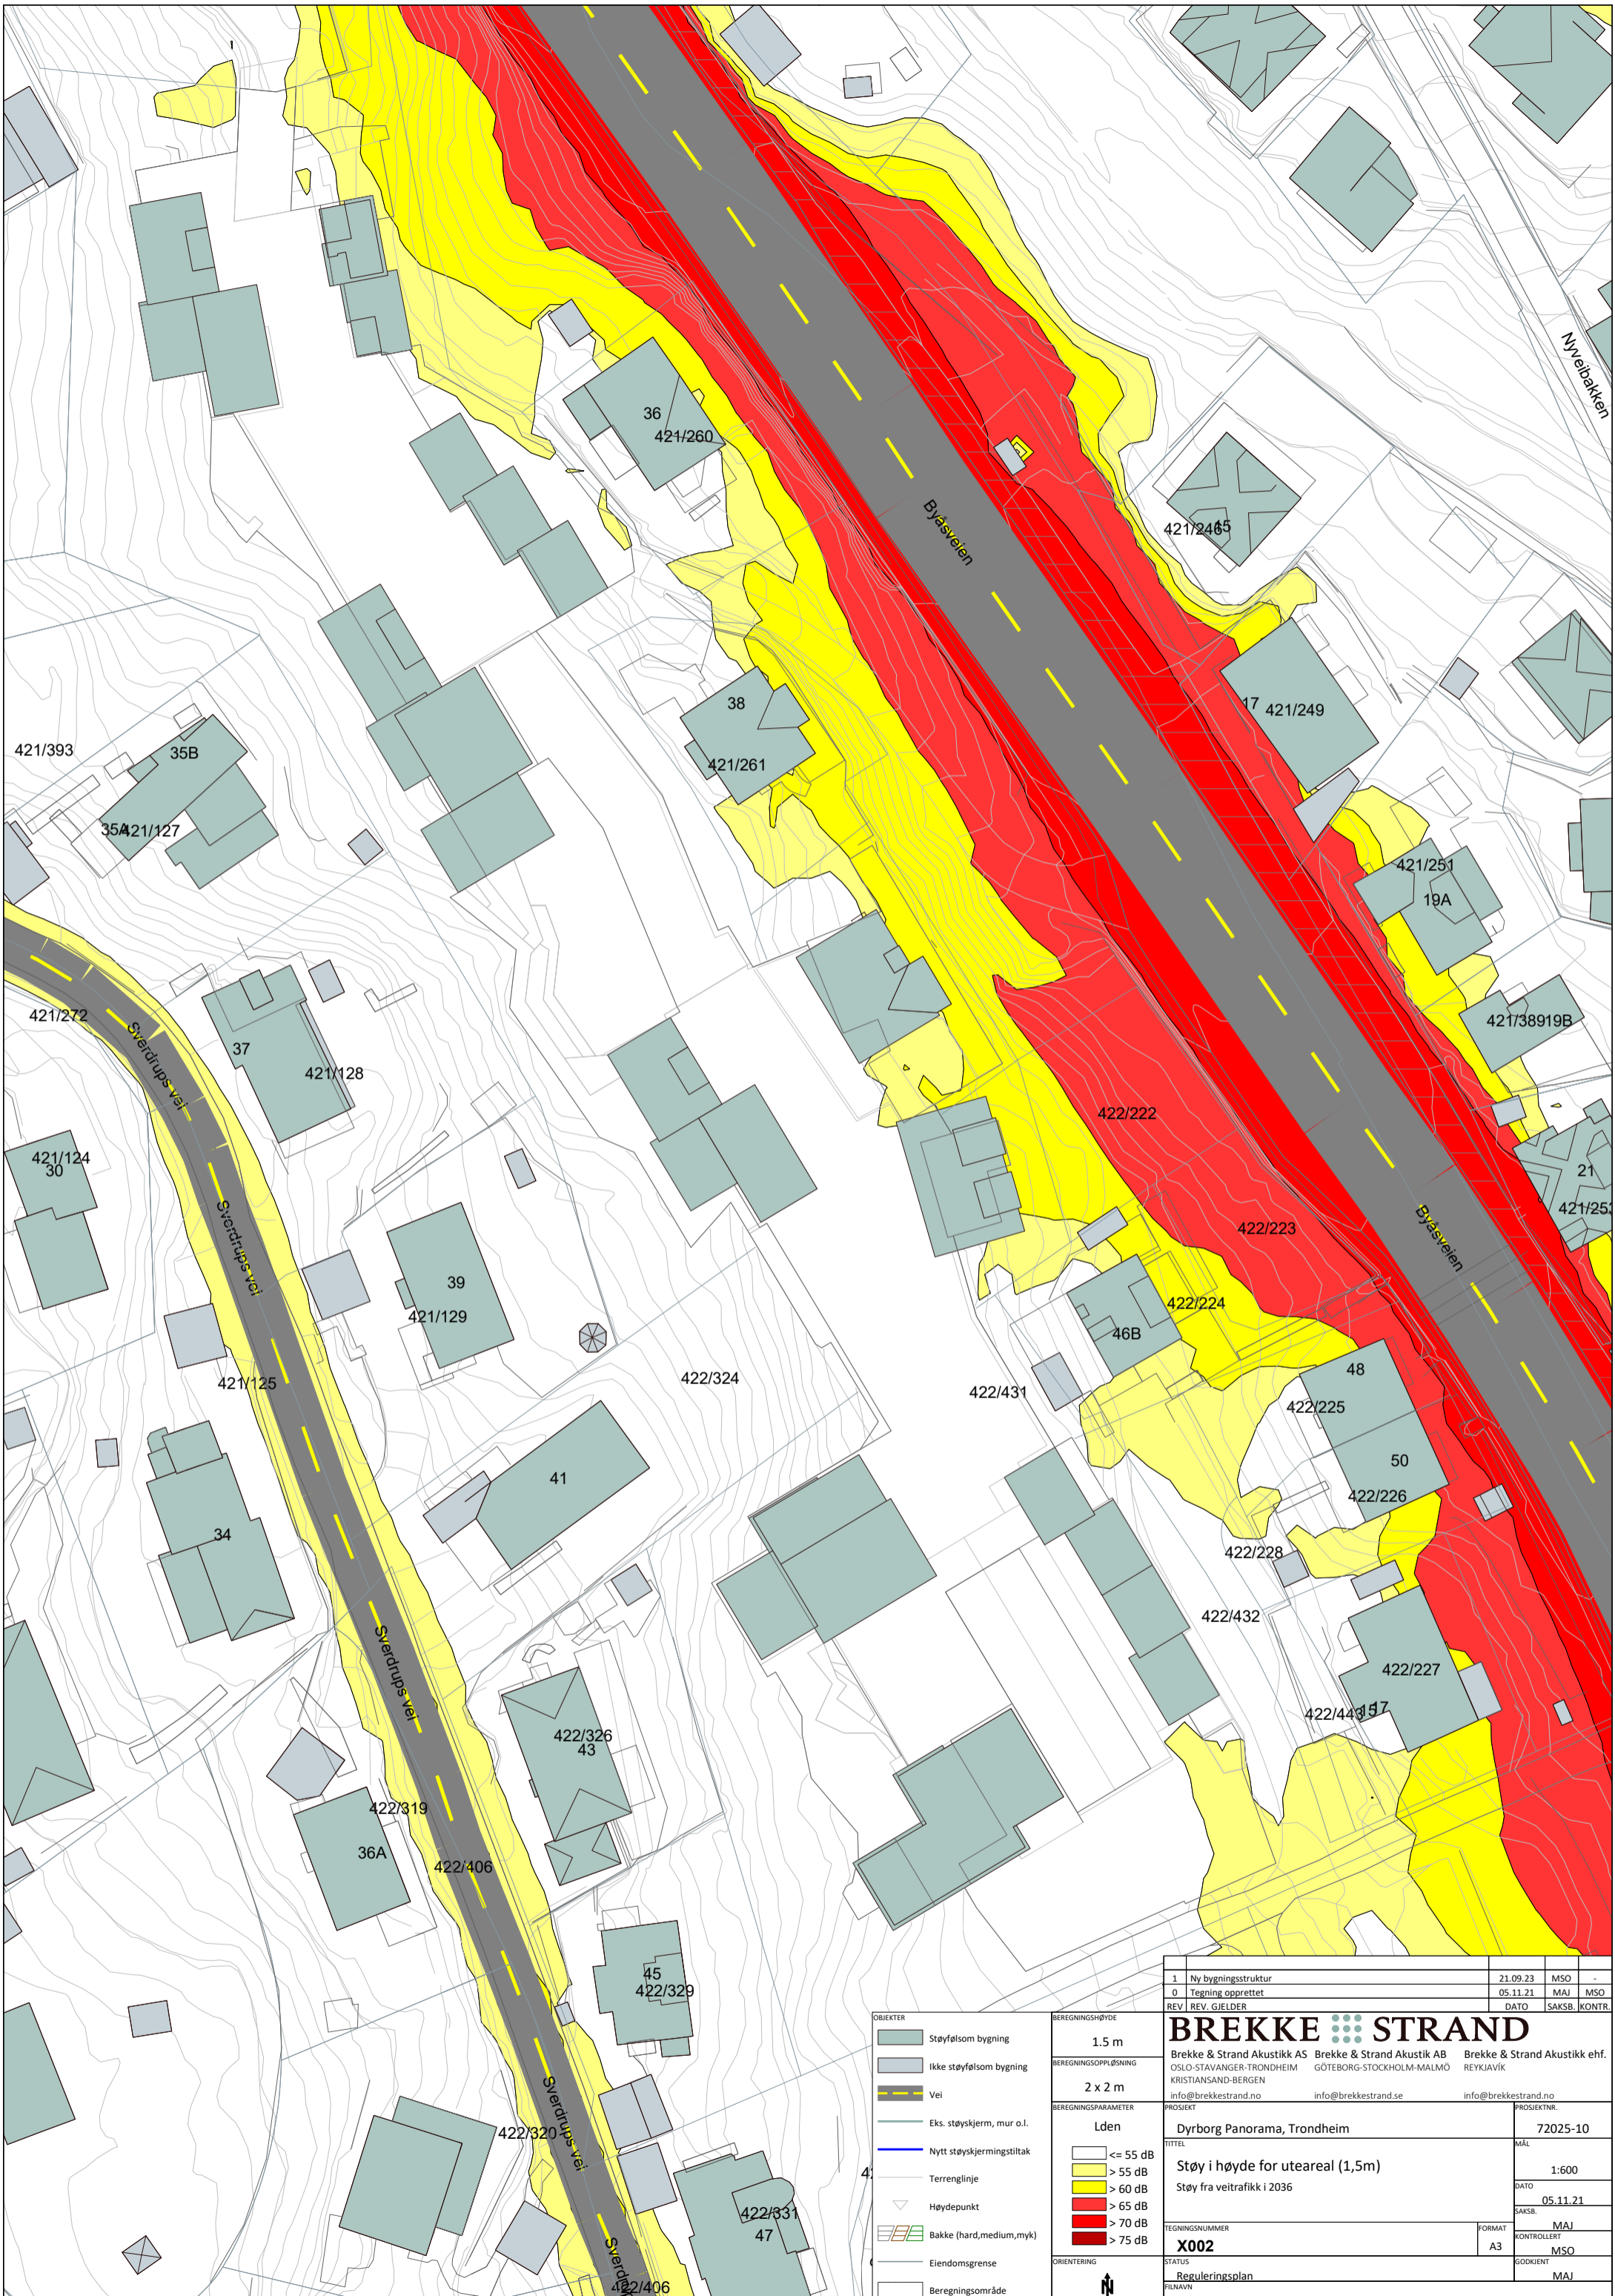 Nyveibakken
36
421/260
Byåsveien
421/246
15
38
17
421/249
421/393
35B
421/261
35A
421/127
421/251
19A
421/272
Sverdrups vei
37
421/128
421/389
19B
422/222
421/124
30
21
Sverdrups vei
422/223
Byåsveien
39
421/129
422/224
46B
421/125
422/324
422/431
48
422/225
41
50
422/226
34
422/228
422/432
Sverdrups vei
422/227
422/326
43
422/443
15
17
422/319
36A
422/406
45
422/329
422/320
Sverdrups vei
422/331
47
422/406
1 Ny bygningsstruktur 21.09.23 MSO -
0 Tegning opprettet 05.11.21 MAJ MSO
REV REV. GJELDER DATO SAKSB. KONTR.
OBJEKTER
Støyfølsom bygning
Ikke støyfølsom bygning
Vei
Eks. støyskjerm, mur o.l.
Nytt støyskjermingstiltak
Terrenglinje
Høydepunkt
Bakke (hard,medium,myk)
Eiendomsgrense
Beregningsområde
BEREGNINGSHØYDE
1.5 m
BEREGNINGSOPPLØSNING
2 x 2 m
BEREGNINGSPARAMETER
Lden
<= 55 dB
> 55 dB
> 60 dB
> 65 dB
> 70 dB
> 75 dB
ORIENTERING
N
BREKKE STRAND
Brekke & Strand Akustikk AS Brekke & Strand Akustik AB Brekke & Strand Akustikk ehf.
OSLO-STAVANGER-TRONDHEIM GÖTEBORG-STOCKHOLM-MALMÖ REYKJAVÍK
KRISTIANSAND-BERGEN
info@brekkestrand.no info@brekkestrand.se info@brekkestrand.no
PROSJEKT
Dyrborg Panorama, Trondheim
PROSJEKTNR.
72025-10
TITTEL
Støy i høyde for uteareal (1,5m)
Støy fra veitrafikk i 2036
MÅL
1:600
DATO
05.11.21
SAKSB.
MAJ
TEGNINGSNUMMER
X002
FORMAT
A3
KONTROLLERT
MSO
STATUS
Reguleringsplan
GODKJENT
MAJ
FILNAVN